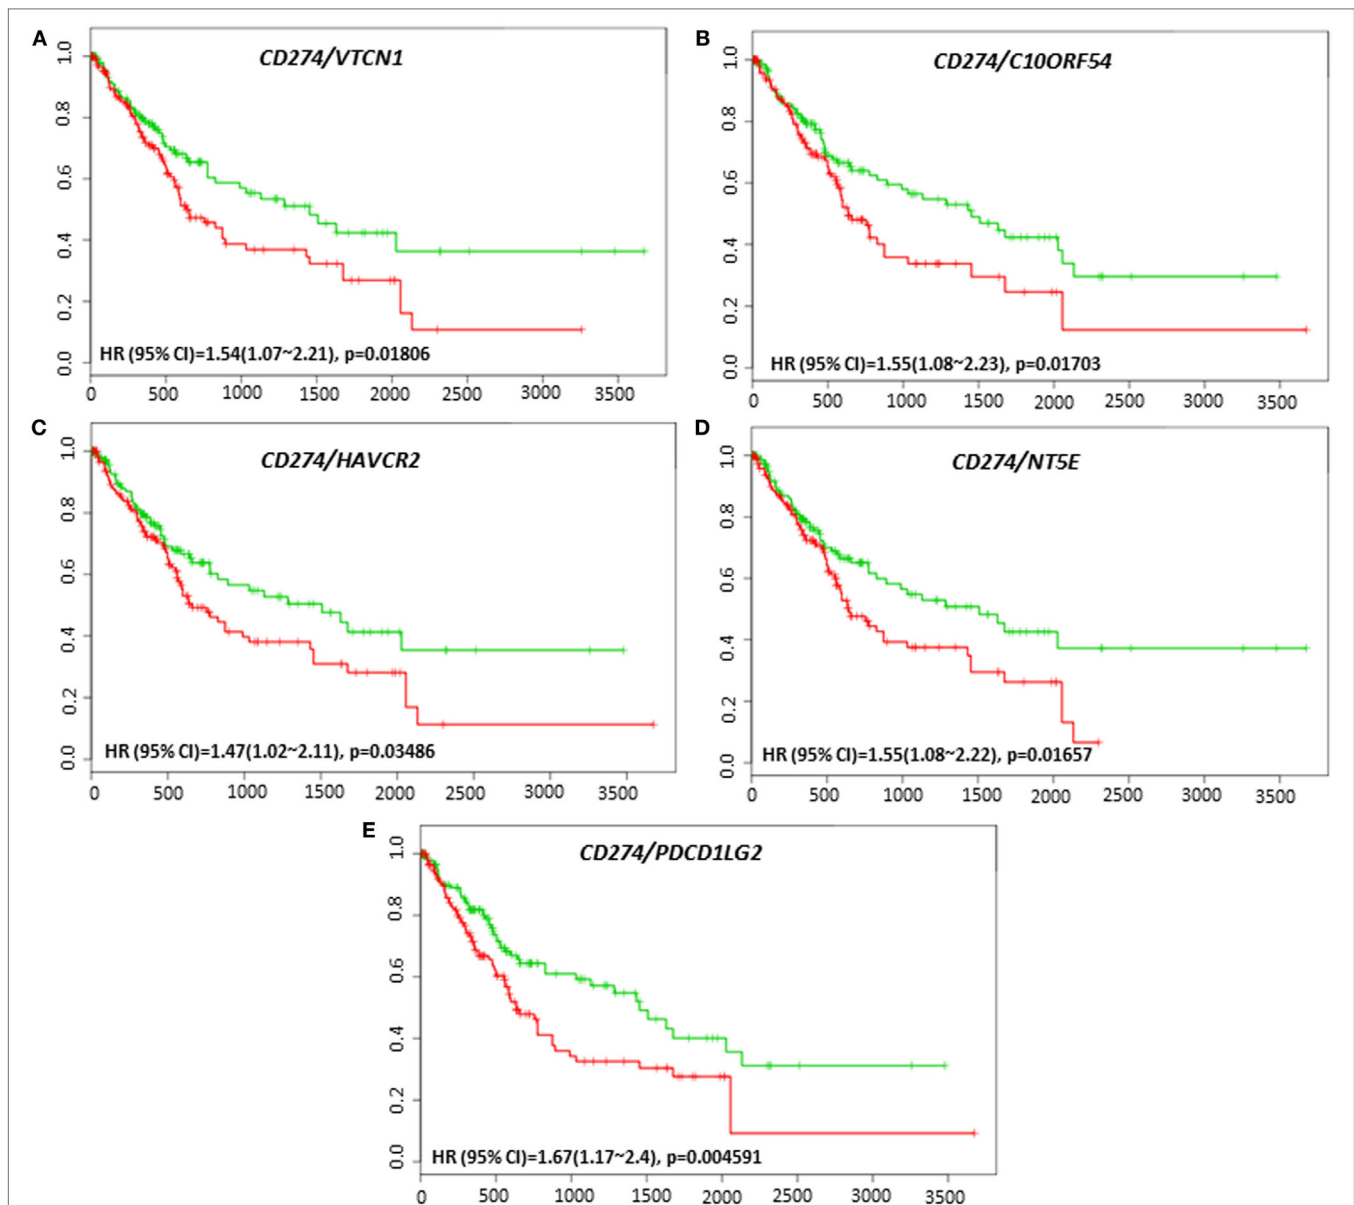 A
CD274/VTCN1
1.0
0.8
0.6
0.4
0.2
0.0
HR (95% CI)=1.54(1.07~2.21), p=0.01806
0 500 1000 1500 2000 2500 3000 3500
B
CD274/C10ORF54
1.0
0.8
0.6
0.4
0.2
0.0
HR (95% CI)=1.55(1.08~2.23), p=0.01703
0 500 1000 1500 2000 2500 3000 3500
C
CD274/HAVCR2
1.0
0.8
0.6
0.4
0.2
0.0
HR (95% CI)=1.47(1.02~2.11), p=0.03486
0 500 1000 1500 2000 2500 3000 3500
D
CD274/NT5E
1.0
0.8
0.6
0.4
0.2
0.0
HR (95% CI)=1.55(1.08~2.22), p=0.01657
0 500 1000 1500 2000 2500 3000 3500
E
CD274/PDCD1LG2
1.0
0.8
0.6
0.4
0.2
0.0
HR (95% CI)=1.67(1.17~2.4), p=0.004591
0 500 1000 1500 2000 2500 3000 3500